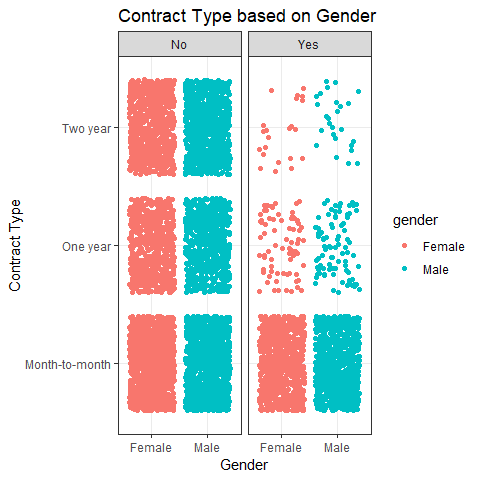 Contract Type based on Gender
No Yes
Two year
One year
Month-to-month
Contract Type
Female Male Female Male
Gender
gender
Female
Male